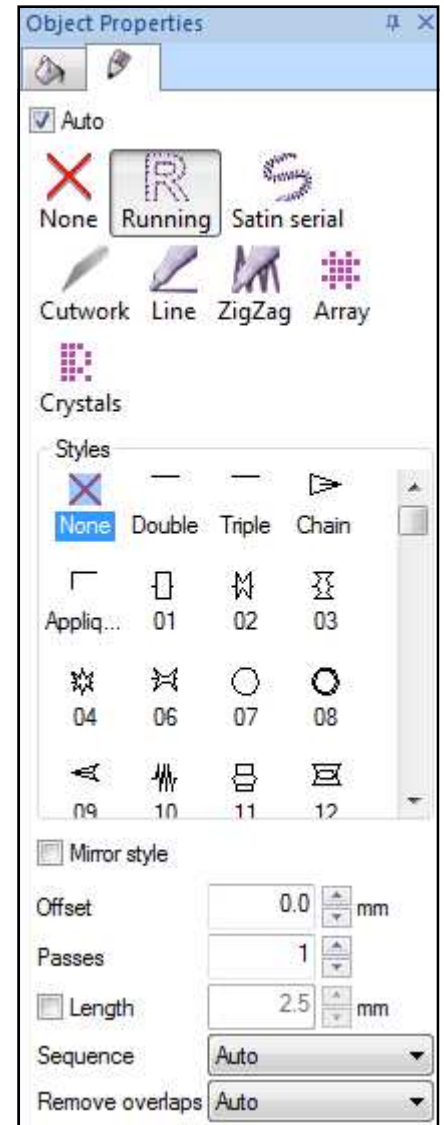 Object Properties
Auto
None Running Satin serial
Cutwork Line ZigZag Array
Crystals
Styles
None Double Triple Chain
Appliq... 01 02 03
04 06 07 08
09 10 11 12
Mirror style
Offset 0.0 mm
Passes 1
Length 2.5 mm
Sequence Auto
Remove overlaps Auto